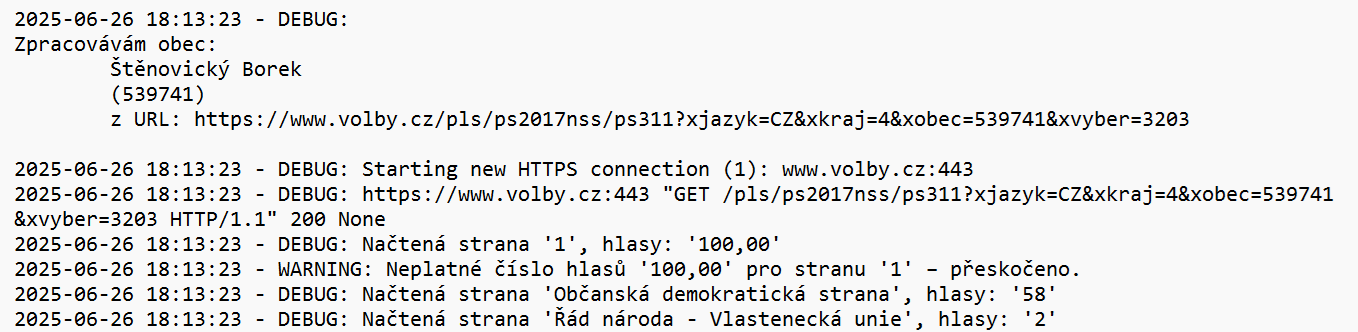 2025-06-26 18:13:23 - DEBUG:
Zpracovávám obec:
Štěnovický Borek
(539741)
z URL: https://www.volby.cz/pls/ps2017nss/ps311?xjazyk=CZ&xkraj=4&xobec=539741&xvyber=3203
2025-06-26 18:13:23 - DEBUG: Starting new HTTPS connection (1): www.volby.cz:443
2025-06-26 18:13:23 - DEBUG: https://www.volby.cz:443 "GET /pls/ps2017nss/ps311?xjazyk=CZ&xkraj=4&xobec=539741
&xvyber=3203 HTTP/1.1" 200 None
2025-06-26 18:13:23 - DEBUG: Načtená strana '1', hlasy: '100,00'
2025-06-26 18:13:23 - WARNING: Neplatné číslo hlasů '100,00' pro stranu '1' – přeskočeno.
2025-06-26 18:13:23 - DEBUG: Načtená strana 'Občanská demokratická strana', hlasy: '58'
2025-06-26 18:13:23 - DEBUG: Načtená strana 'Řád národa - Vlastenecká unie', hlasy: '2'